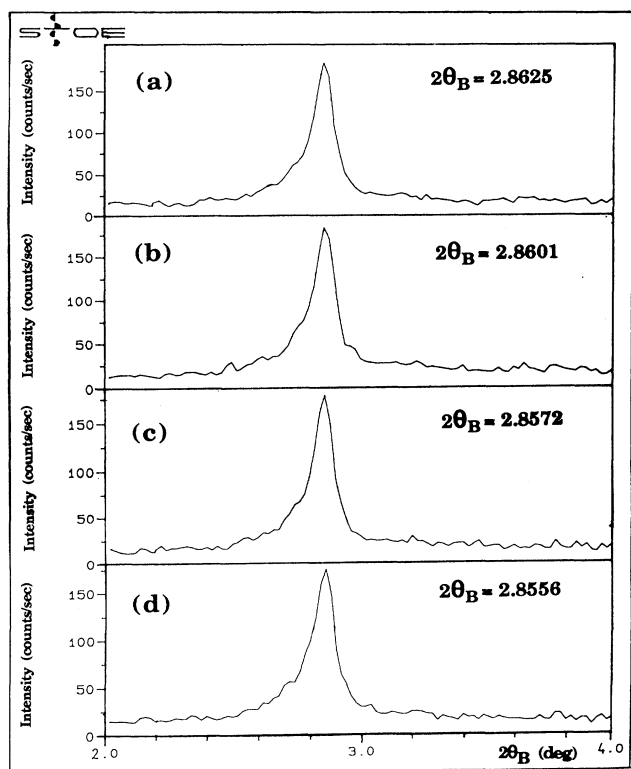 STOE
Intensity (counts/sec)
150
100
50
0
(a)
2θB = 2.8625
Intensity (counts/sec)
150
100
50
0
(b)
2θB = 2.8601
Intensity (counts/sec)
150
100
50
0
(c)
2θB = 2.8572
Intensity (counts/sec)
150
100
50
0
(d)
2θB = 2.8556
2.0
3.0
2θB (deg)
4.0